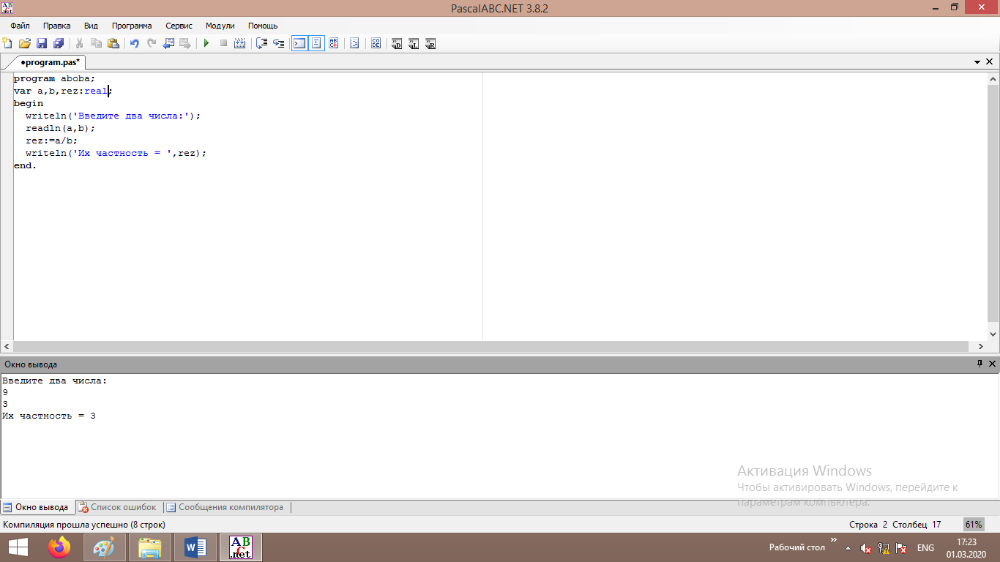 PascalABC.NET 3.8.2
Файл Правка Вид Программа Сервис Модули Помощь
•program.pas*
program aboba;
var a,b,rez:real;
begin
writeln('Введите два числа:');
readln(a,b);
rez:=a/b;
writeln('Их частность = ',rez);
end.
Окно вывода
Введите два числа:
9
3
Их частность = 3
Активация Windows
Чтобы активировать Windows, перейдите к
параметрам компьютера.
Окно вывода Список ошибок Сообщения компилятора
Компиляция прошла успешно (8 строк) Строка 2 Столбец 17 61%
Рабочий стол ENG 17:23
01.03.2020